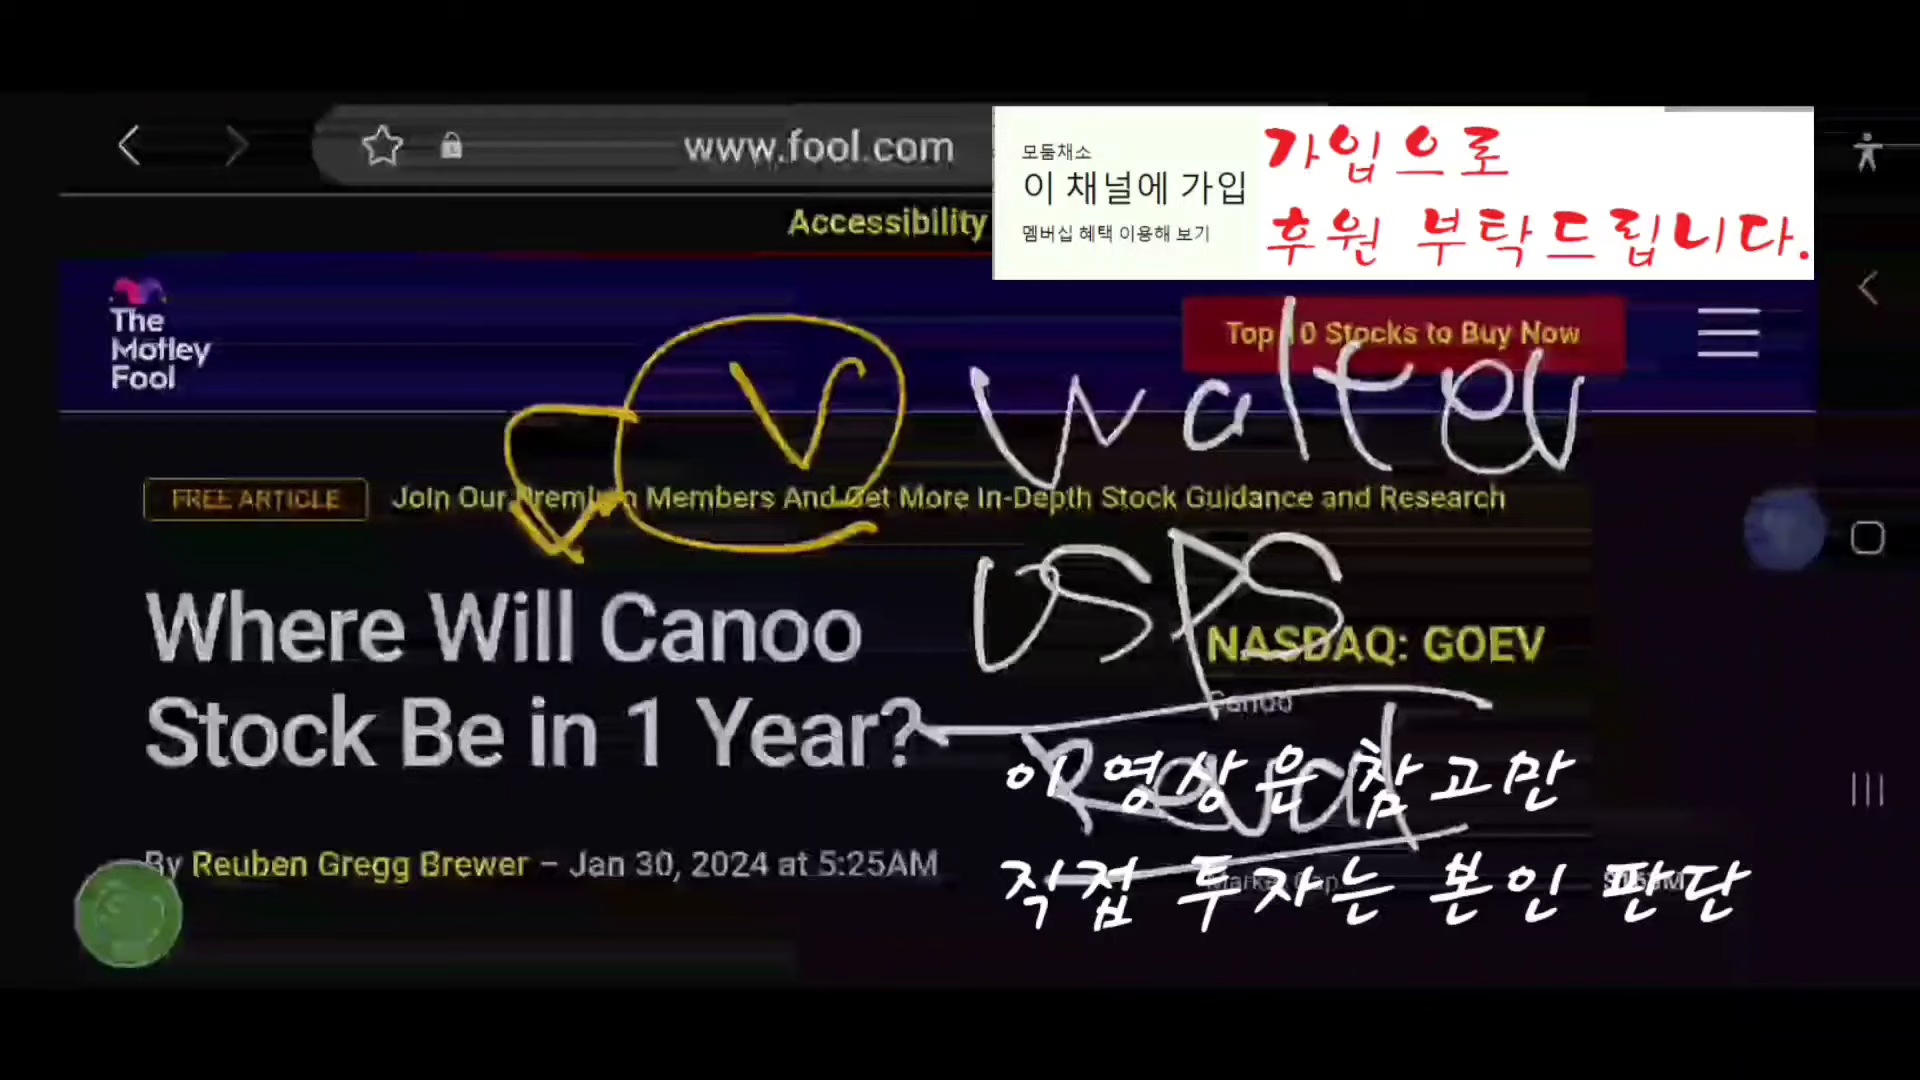 www.fool.com
모둠채소
이 채널에 가입
멤버십 혜택 이용해 보기
가입으로
후원 부탁드립니다.
Accessibility
The
Motley
Fool
Top 10 Stocks to Buy Now
V
Walter
FREE ARTICLE
Join Our Premium Members And Get More In-Depth Stock Guidance and Research
USPS
Where Will Canoo
Stock Be in 1 Year?
NASDAQ: GOEV
Canoo
이 영상은 참고만
By Reuben Gregg Brewer – Jan 30, 2024 at 5:25AM
Market Cap
직접 투자는 본인 판단